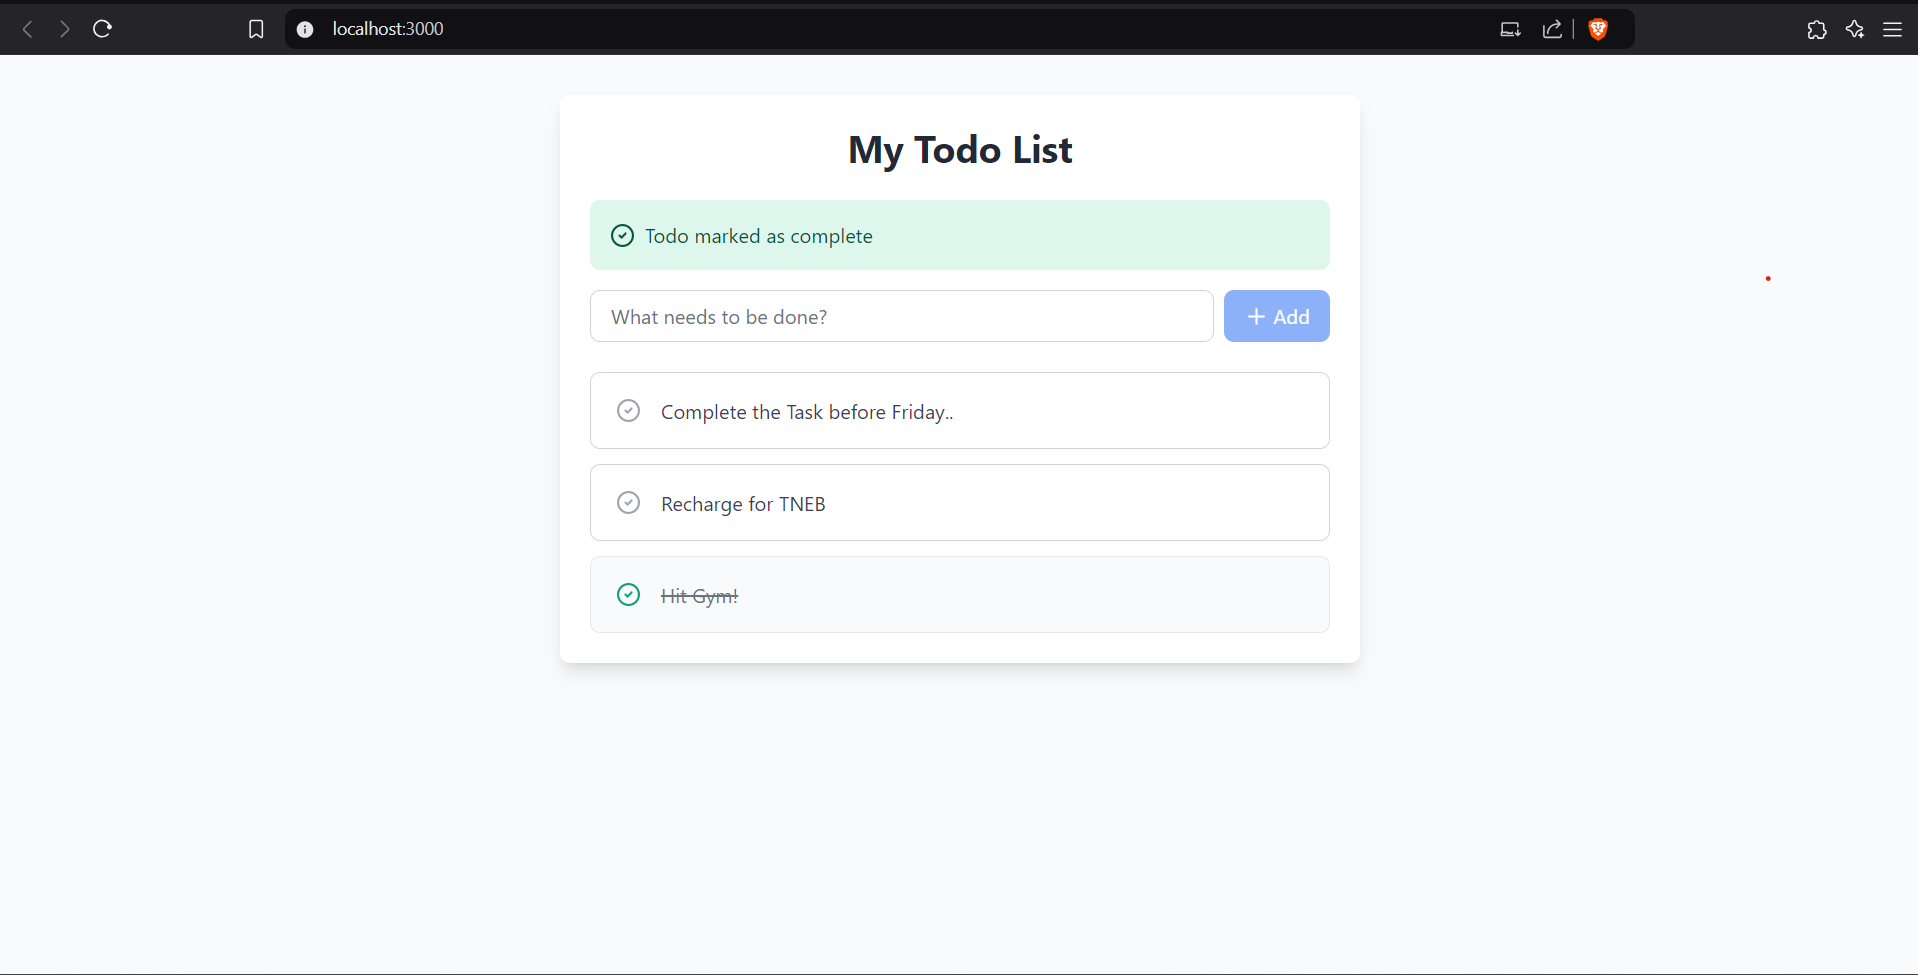 localhost:3000
My Todo List
Todo marked as complete
What needs to be done?
Add
Complete the Task before Friday..
Recharge for TNEB
Hit Gym!